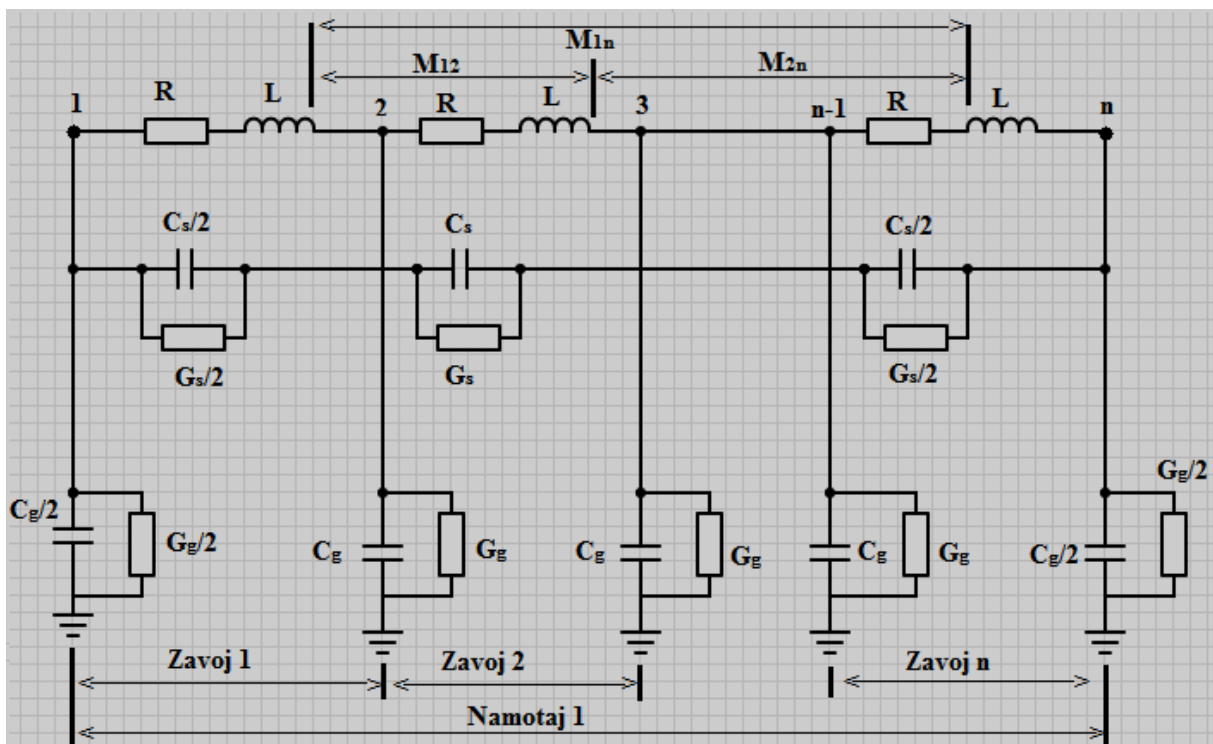 M1n
M12 M2n
1 R L 2 R L 3 n-1 R L n
Cs/2 Cs Cs/2
Gs/2 Gs Gs/2
Cg/2 Gg/2 Cg Gg Cg Gg Cg Gg Cg/2 Gg/2
Zavoj 1 Zavoj 2 Zavoj n
Namotaj 1